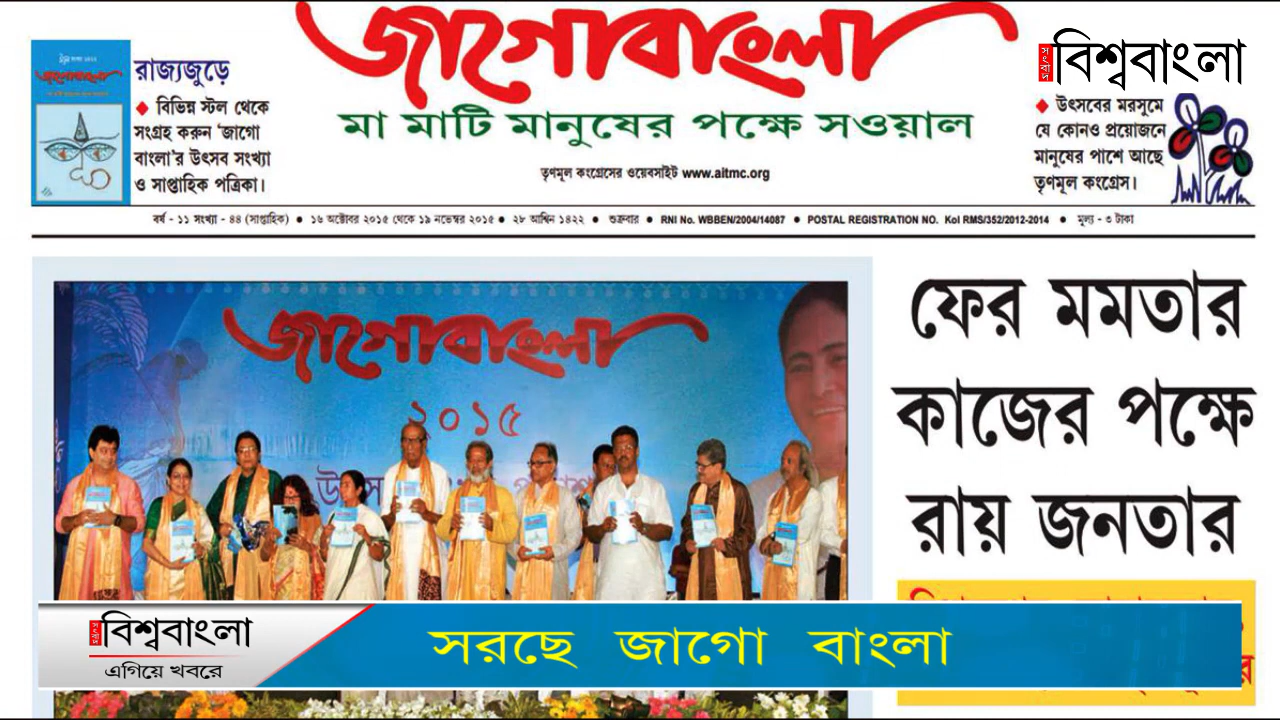 জাগোবাংলা
মা মাটি মানুষের পক্ষে সওয়াল
তৃণমূল কংগ্রেসের ওয়েবসাইট www.aitmc.org
রাজ্যজুড়ে
◆ বিভিন্ন স্টল থেকে
সংগ্রহ করুন ‘জাগো
বাংলা’র উৎসব সংখ্যা
ও সাপ্তাহিক পত্রিকা।
বিশ্ববাংলা
◆ উৎসবের মরসুমে
যে কোনও প্রয়োজনে
মানুষের পাশে আছে
তৃণমূল কংগ্রেস।
বর্ষ - ১১ সংখ্যা - ৪৪ (সাপ্তাহিক) ● ১৬ অক্টোবর ২০১৫ থেকে ১৯ নভেম্বর ২০১৫ ● ২৮ আশ্বিন ১৪২২ ● শুক্রবার ● RNI No. WBBEN/2004/14087 ● POSTAL REGISTRATION NO. Kol RMS/352/2012-2014 ● মূল্য - ৩ টাকা
জাগোবাংলা
২০১৫
ফের মমতার
কাজের পক্ষে
রায় জনতার
বিশ্ববাংলা
এগিয়ে খবরে
সরছে জাগো বাংলা